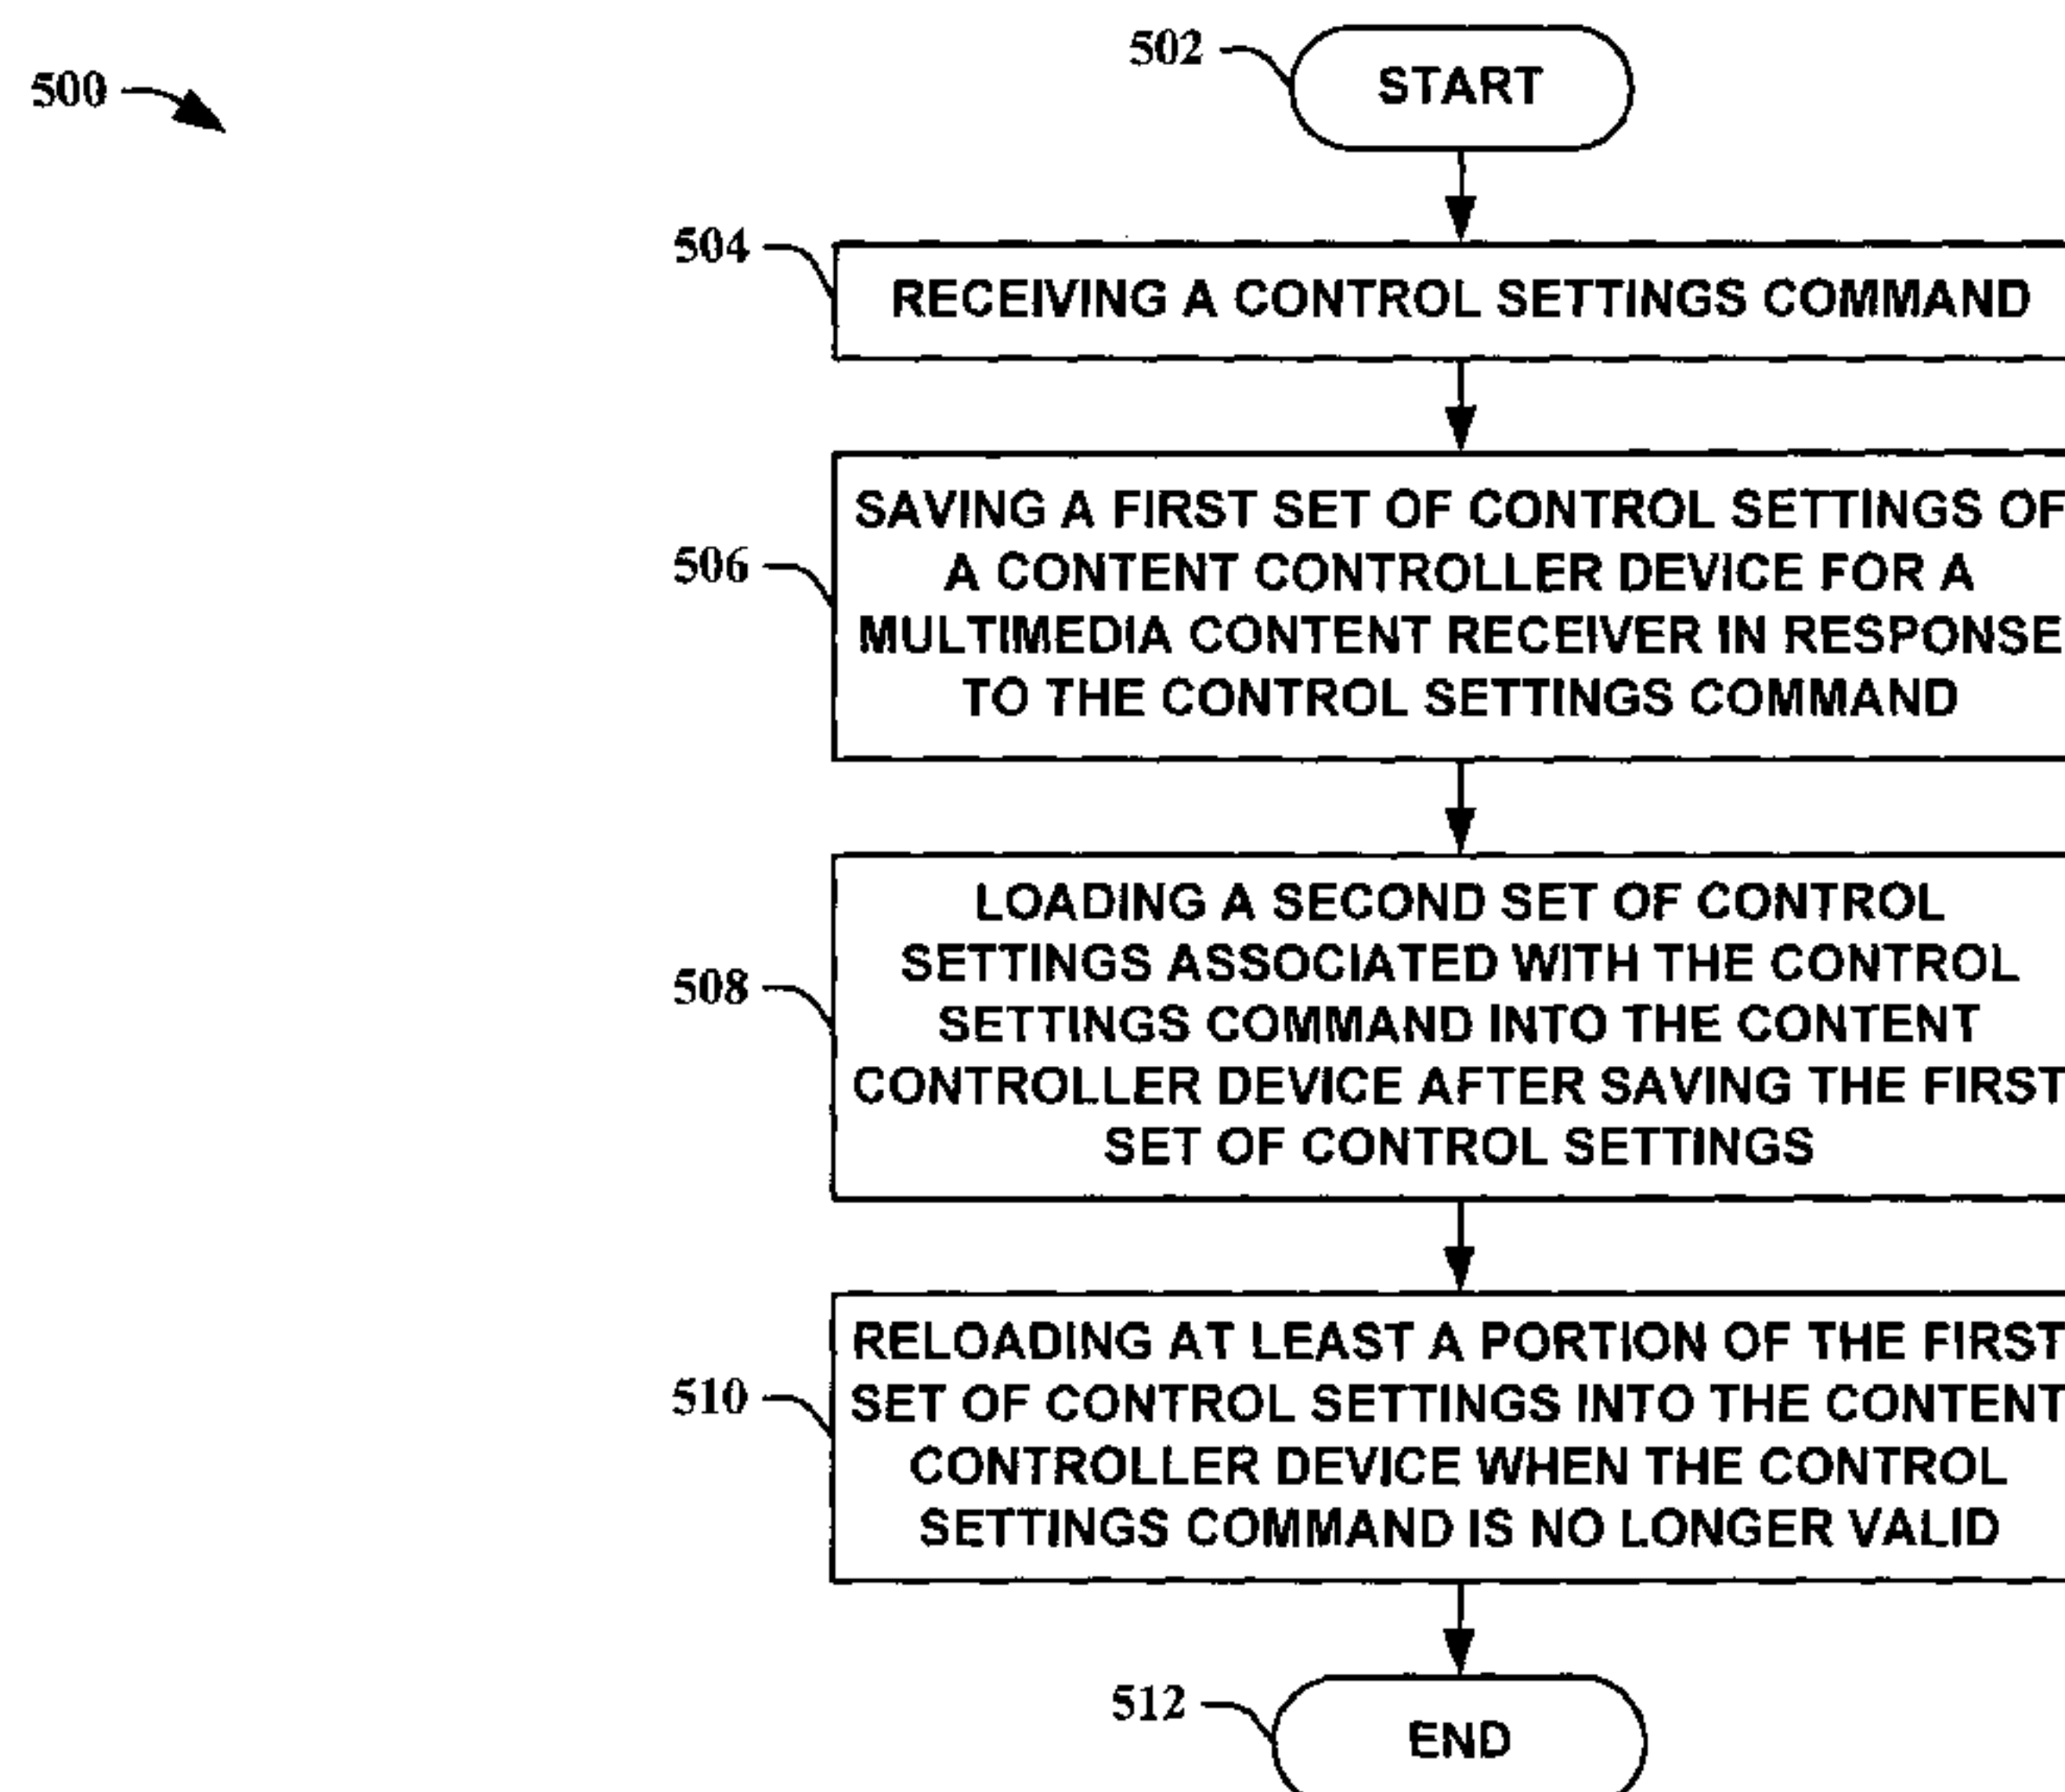 500
502
START
504
RECEIVING A CONTROL SETTINGS COMMAND
506
SAVING A FIRST SET OF CONTROL SETTINGS OF
A CONTENT CONTROLLER DEVICE FOR A
MULTIMEDIA CONTENT RECEIVER IN RESPONSE
TO THE CONTROL SETTINGS COMMAND
508
LOADING A SECOND SET OF CONTROL
SETTINGS ASSOCIATED WITH THE CONTROL
SETTINGS COMMAND INTO THE CONTENT
CONTROLLER DEVICE AFTER SAVING THE FIRST
SET OF CONTROL SETTINGS
510
RELOADING AT LEAST A PORTION OF THE FIRST
SET OF CONTROL SETTINGS INTO THE CONTENT
CONTROLLER DEVICE WHEN THE CONTROL
SETTINGS COMMAND IS NO LONGER VALID
512
END